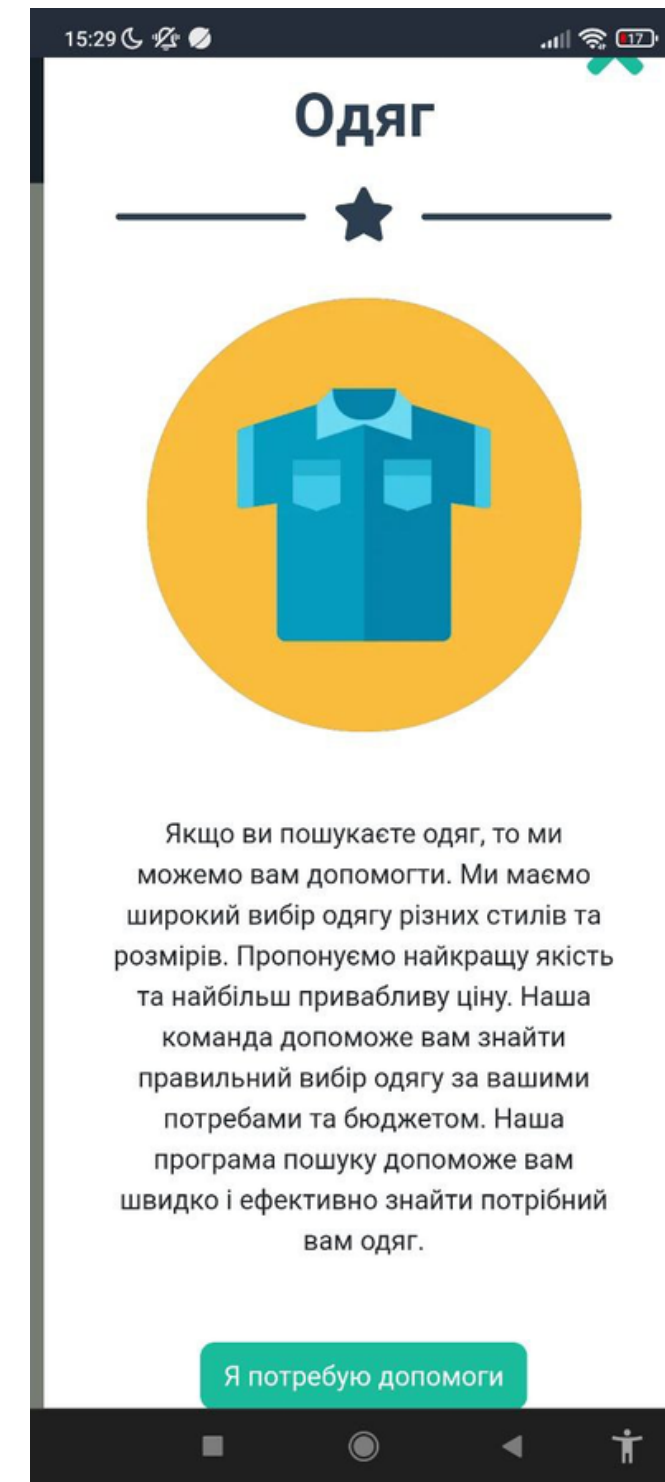 15:29
17
Одяг
Якщо ви пошукаєте одяг, то ми
можемо вам допомогти. Ми маємо
широкий вибір одягу різних стилів та
розмірів. Пропонуємо найкращу якість
та найбільш привабливу ціну. Наша
команда допоможе вам знайти
правильний вибір одягу за вашими
потребами та бюджетом. Наша
програма пошуку допоможе вам
швидко і ефективно знайти потрібний
вам одяг.
Я потребую допомоги